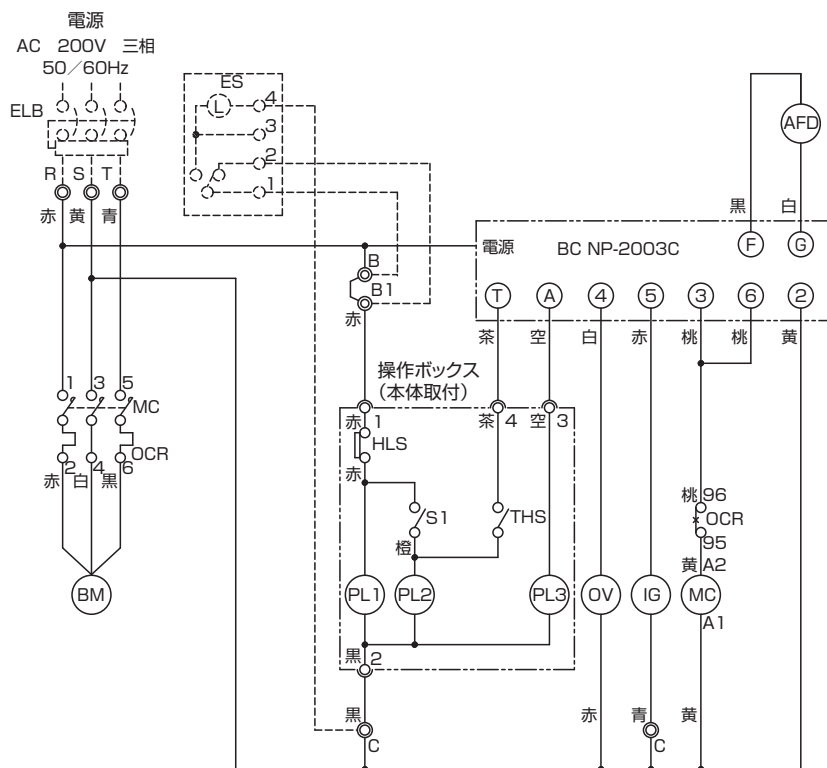 電源
AC 200V 三相
50／60Hz
ELB
R S T
赤 黄 青
ES
L
4
3
2
1
AFD
黒 白
電源 BC NP-2003C F G
T A 4 5 3 6 2
B
B1
赤
茶 空 白 赤 桃 桃 黄
操作ボックス
（本体取付）
1 3 5
MC
OCR
2 4 6
赤 白 黒
BM
赤 1 茶 4 空 3
HLS
赤
S1 THS
橙
桃 96
OCR
95
黄 A2
PL1 PL2 PL3 OV IG MC
A1
黒 2
黒
C
赤 青 黄
C